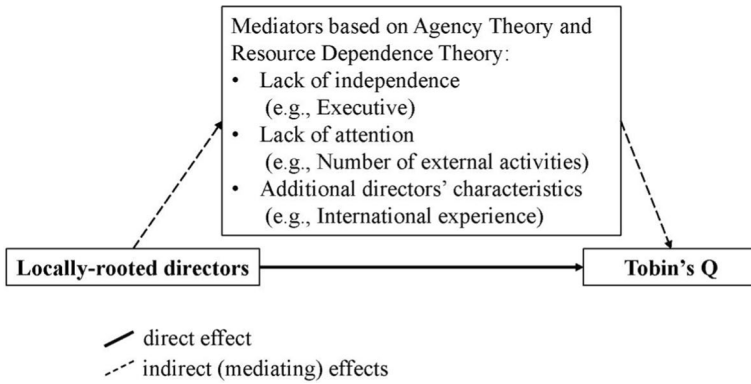 Mediators based on Agency Theory and
Resource Dependence Theory:
• Lack of independence
(e.g., Executive)
• Lack of attention
(e.g., Number of external activities)
• Additional directors’ characteristics
(e.g., International experience)
Locally-rooted directors
Tobin’s Q
direct effect
indirect (mediating) effects